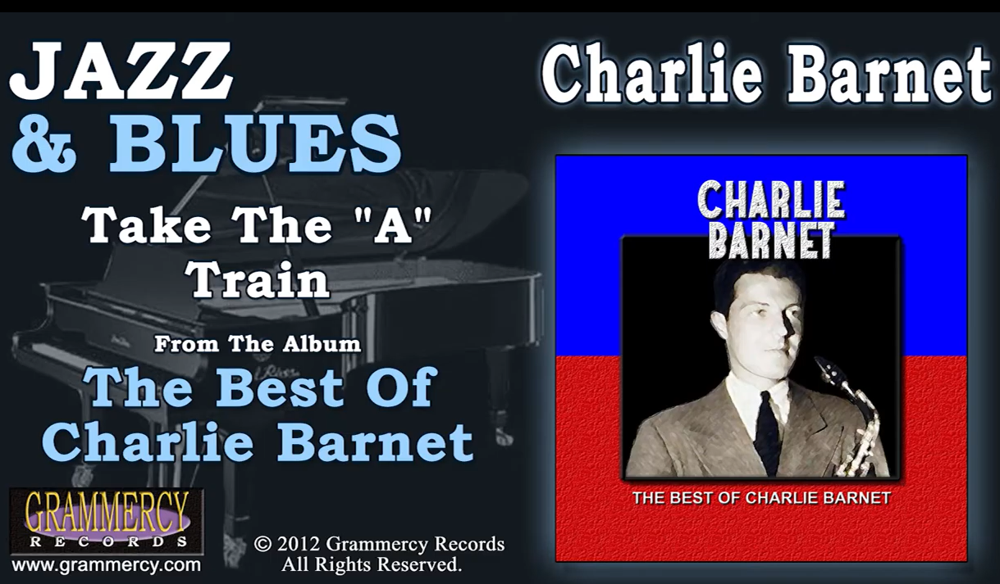 JAZZ
& BLUES
Take The "A"
Train
From The Album
The Best Of
Charlie Barnet
GRAMMERCY
RECORDS
www.grammercy.com
© 2012 Grammercy Records
All Rights Reserved.
Charlie Barnet
CHARLIE
BARNET
THE BEST OF CHARLIE BARNET